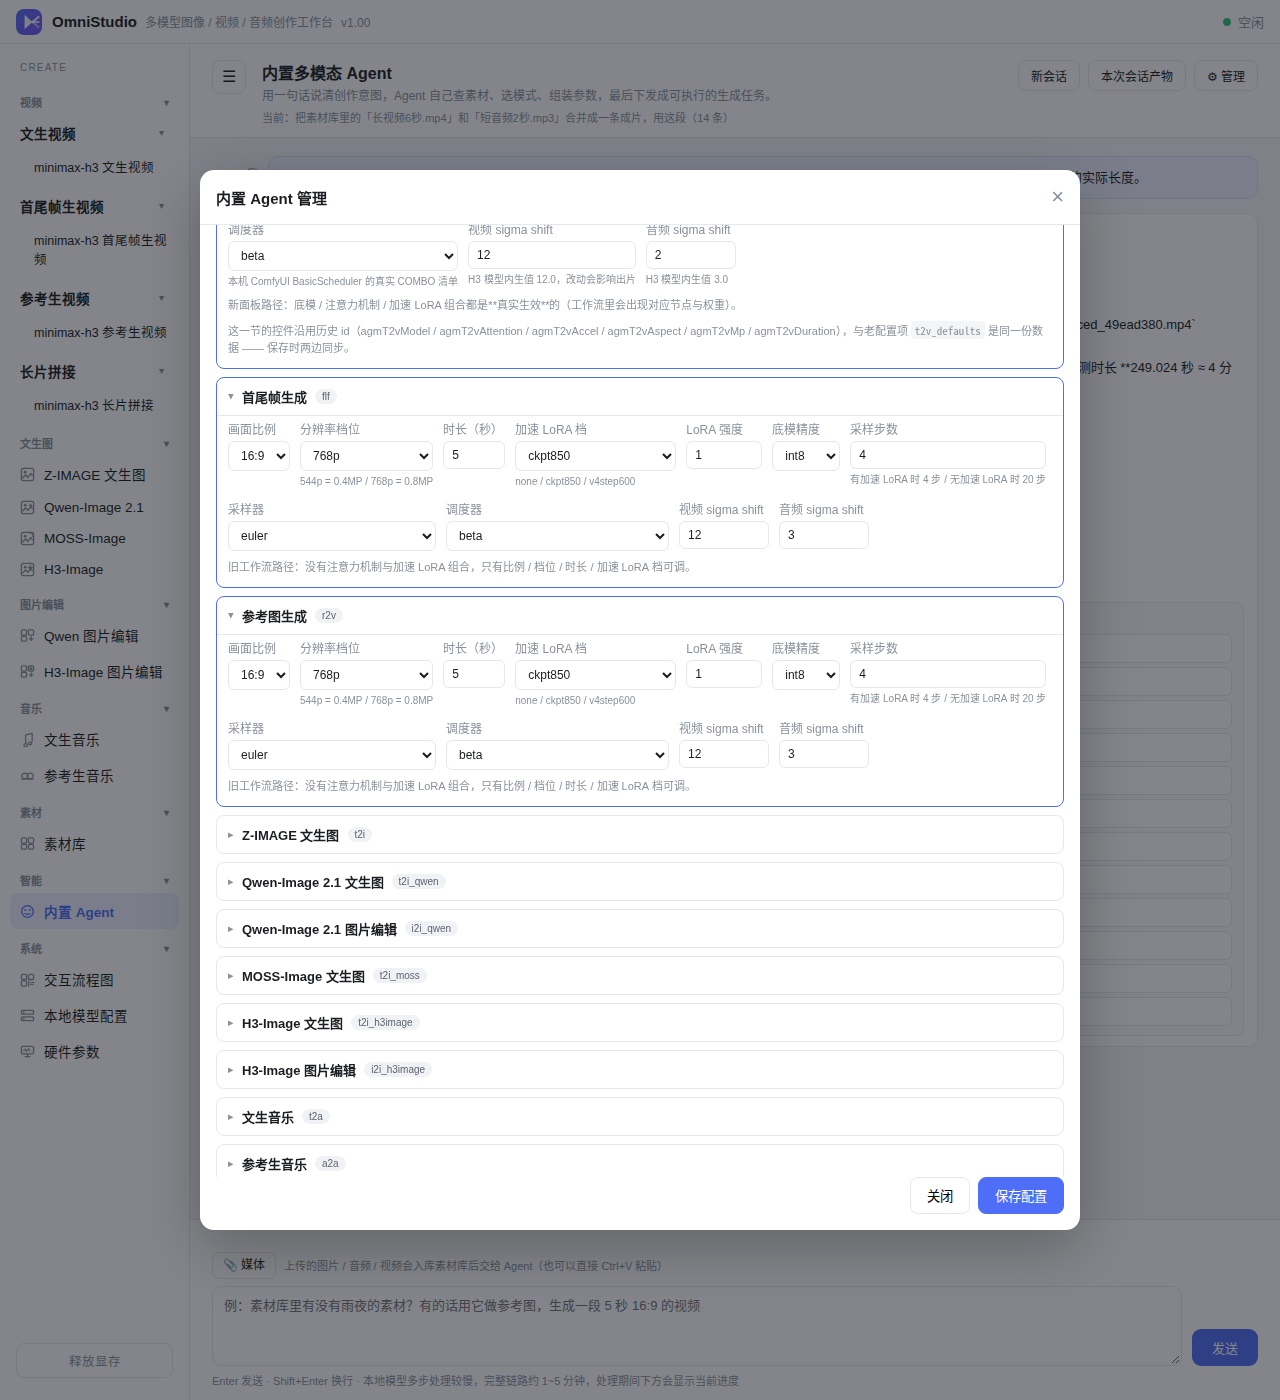 OmniStudio 多模型图像 / 视频 / 音频创作工作台 v1.00
空闲
CREATE
视频
文生视频
minimax-h3 文生视频
首尾帧生视频
minimax-h3 首尾帧生视频
参考生视频
minimax-h3 参考生视频
长片拼接
minimax-h3 长片拼接
文生图
Z-IMAGE 文生图
Qwen-Image 2.1
MOSS-Image
H3-Image
图片编辑
Qwen 图片编辑
H3-Image 图片编辑
音乐
文生音乐
参考生音乐
素材
素材库
智能
内置 Agent
系统
交互流程图
本地模型配置
硬件参数
释放显存
☰
内置多模态 Agent
用一句话说清创作意图，Agent 自己查素材、选模式、组装参数，最后下发成可执行的生成任务。
当前：把素材库里的「长视频6秒.mp4」和「短音频2秒.mp3」合并成一条成片，用这段（14 条）
新会话
本次会话产物
⚙ 管理
的实际长度。
ced_49ead380.mp4`
测时长 **249.024 秒 ≈ 4 分
内置 Agent 管理
×
调度器 视频 sigma shift 音频 sigma shift
beta 12 2
本机 ComfyUI BasicScheduler 的真实 COMBO 清单 H3 模型内生值 12.0，改动会影响出片 H3 模型内生值 3.0
新面板路径：底模 / 注意力机制 / 加速 LoRA 组合都是**真实生效**的（工作流里会出现对应节点与权重）。
这一节的控件沿用历史 id（agmT2vModel / agmT2vAttention / agmT2vAccel / agmT2vAspect / agmT2vMp / agmT2vDuration），与老配置项 t2v_defaults 是同一份数
据 —— 保存时两边同步。
首尾帧生成 flf
画面比例 分辨率档位 时长（秒） 加速 LoRA 档 LoRA 强度 底模精度 采样步数
16:9 768p 5 ckpt850 1 int8 4
544p = 0.4MP / 768p = 0.8MP none / ckpt850 / v4step600 有加速 LoRA 时 4 步 / 无加速 LoRA 时 20 步
采样器 调度器 视频 sigma shift 音频 sigma shift
euler beta 12 3
旧工作流路径：没有注意力机制与加速 LoRA 组合，只有比例 / 档位 / 时长 / 加速 LoRA 档可调。
参考图生成 r2v
画面比例 分辨率档位 时长（秒） 加速 LoRA 档 LoRA 强度 底模精度 采样步数
16:9 768p 5 ckpt850 1 int8 4
544p = 0.4MP / 768p = 0.8MP none / ckpt850 / v4step600 有加速 LoRA 时 4 步 / 无加速 LoRA 时 20 步
采样器 调度器 视频 sigma shift 音频 sigma shift
euler beta 12 3
旧工作流路径：没有注意力机制与加速 LoRA 组合，只有比例 / 档位 / 时长 / 加速 LoRA 档可调。
Z-IMAGE 文生图 t2i
Qwen-Image 2.1 文生图 t2i_qwen
Qwen-Image 2.1 图片编辑 i2i_qwen
MOSS-Image 文生图 t2i_moss
H3-Image 文生图 t2i_h3image
H3-Image 图片编辑 i2i_h3image
文生音乐 t2a
参考生音乐 a2a
关闭
保存配置
📎 媒体 上传的图片 / 音频 / 视频会入库素材库后交给 Agent（也可以直接 Ctrl+V 粘贴）
例：素材库里有没有雨夜的素材？有的话用它做参考图，生成一段 5 秒 16:9 的视频
发送
Enter 发送 · Shift+Enter 换行 · 本地模型多步处理较慢，完整链路约 1~5 分钟，处理期间下方会显示当前进度